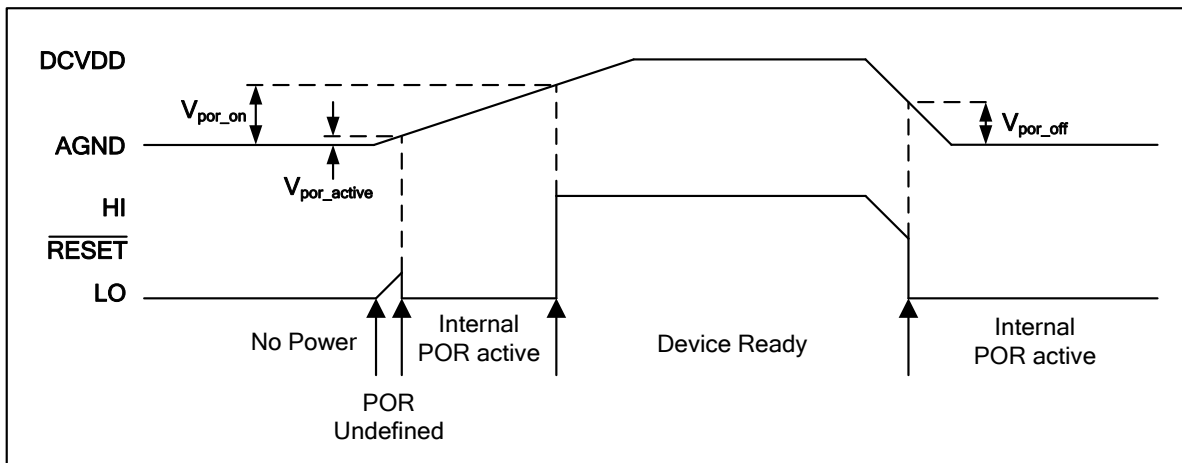 DCVDD
V_por_on
AGND
V_por_active
V_por_off
HI
RESET
LO
No Power
POR
Undefined
Internal
POR active
Device Ready
Internal
POR active